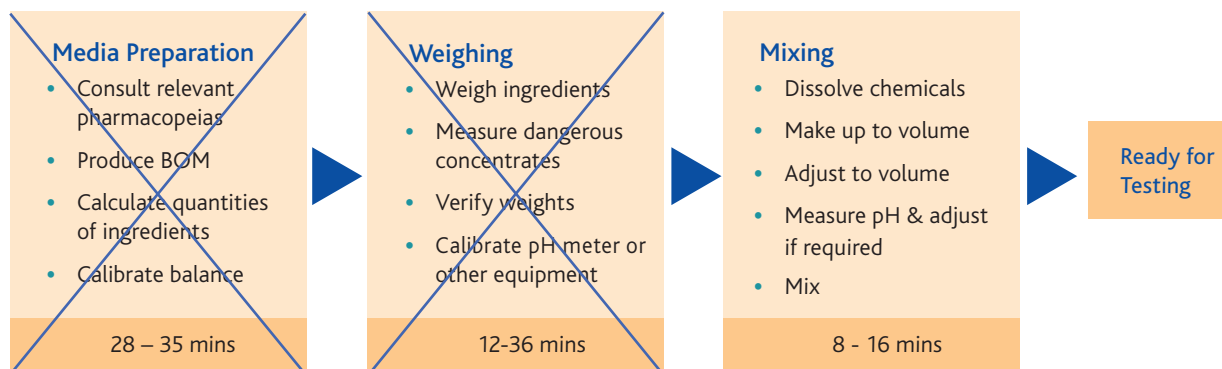 Media Preparation
• Consult relevant
pharmacopeias
• Produce BOM
• Calculate quantities
of ingredients
• Calibrate balance
28 – 35 mins
Weighing
• Weigh ingredients
• Measure dangerous
concentrates
• Verify weights
• Calibrate pH meter or
other equipment
12-36 mins
Mixing
• Dissolve chemicals
• Make up to volume
• Adjust to volume
• Measure pH & adjust
if required
• Mix
8 - 16 mins
Ready for
Testing